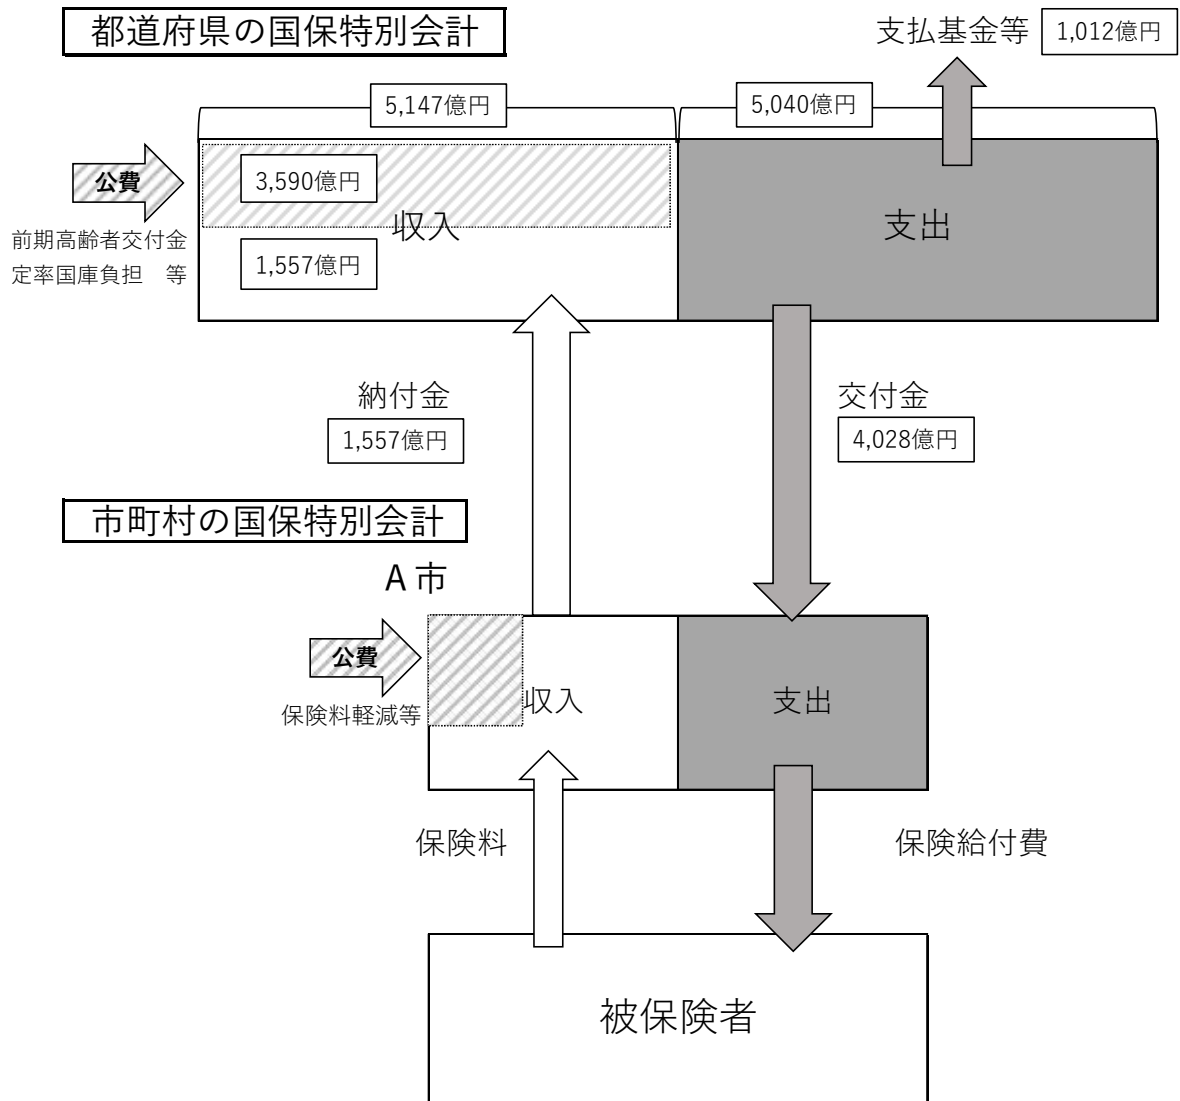 都道府県の国保特別会計
支払基金等
1,012億円
5,147億円
5,040億円
公費
3,590億円
収入
支出
前期高齢者交付金
定率国庫負担　等
1,557億円
納付金
1,557億円
交付金
4,028億円
市町村の国保特別会計
A市
公費
収入
支出
保険料軽減等
保険料
保険給付費
被保険者